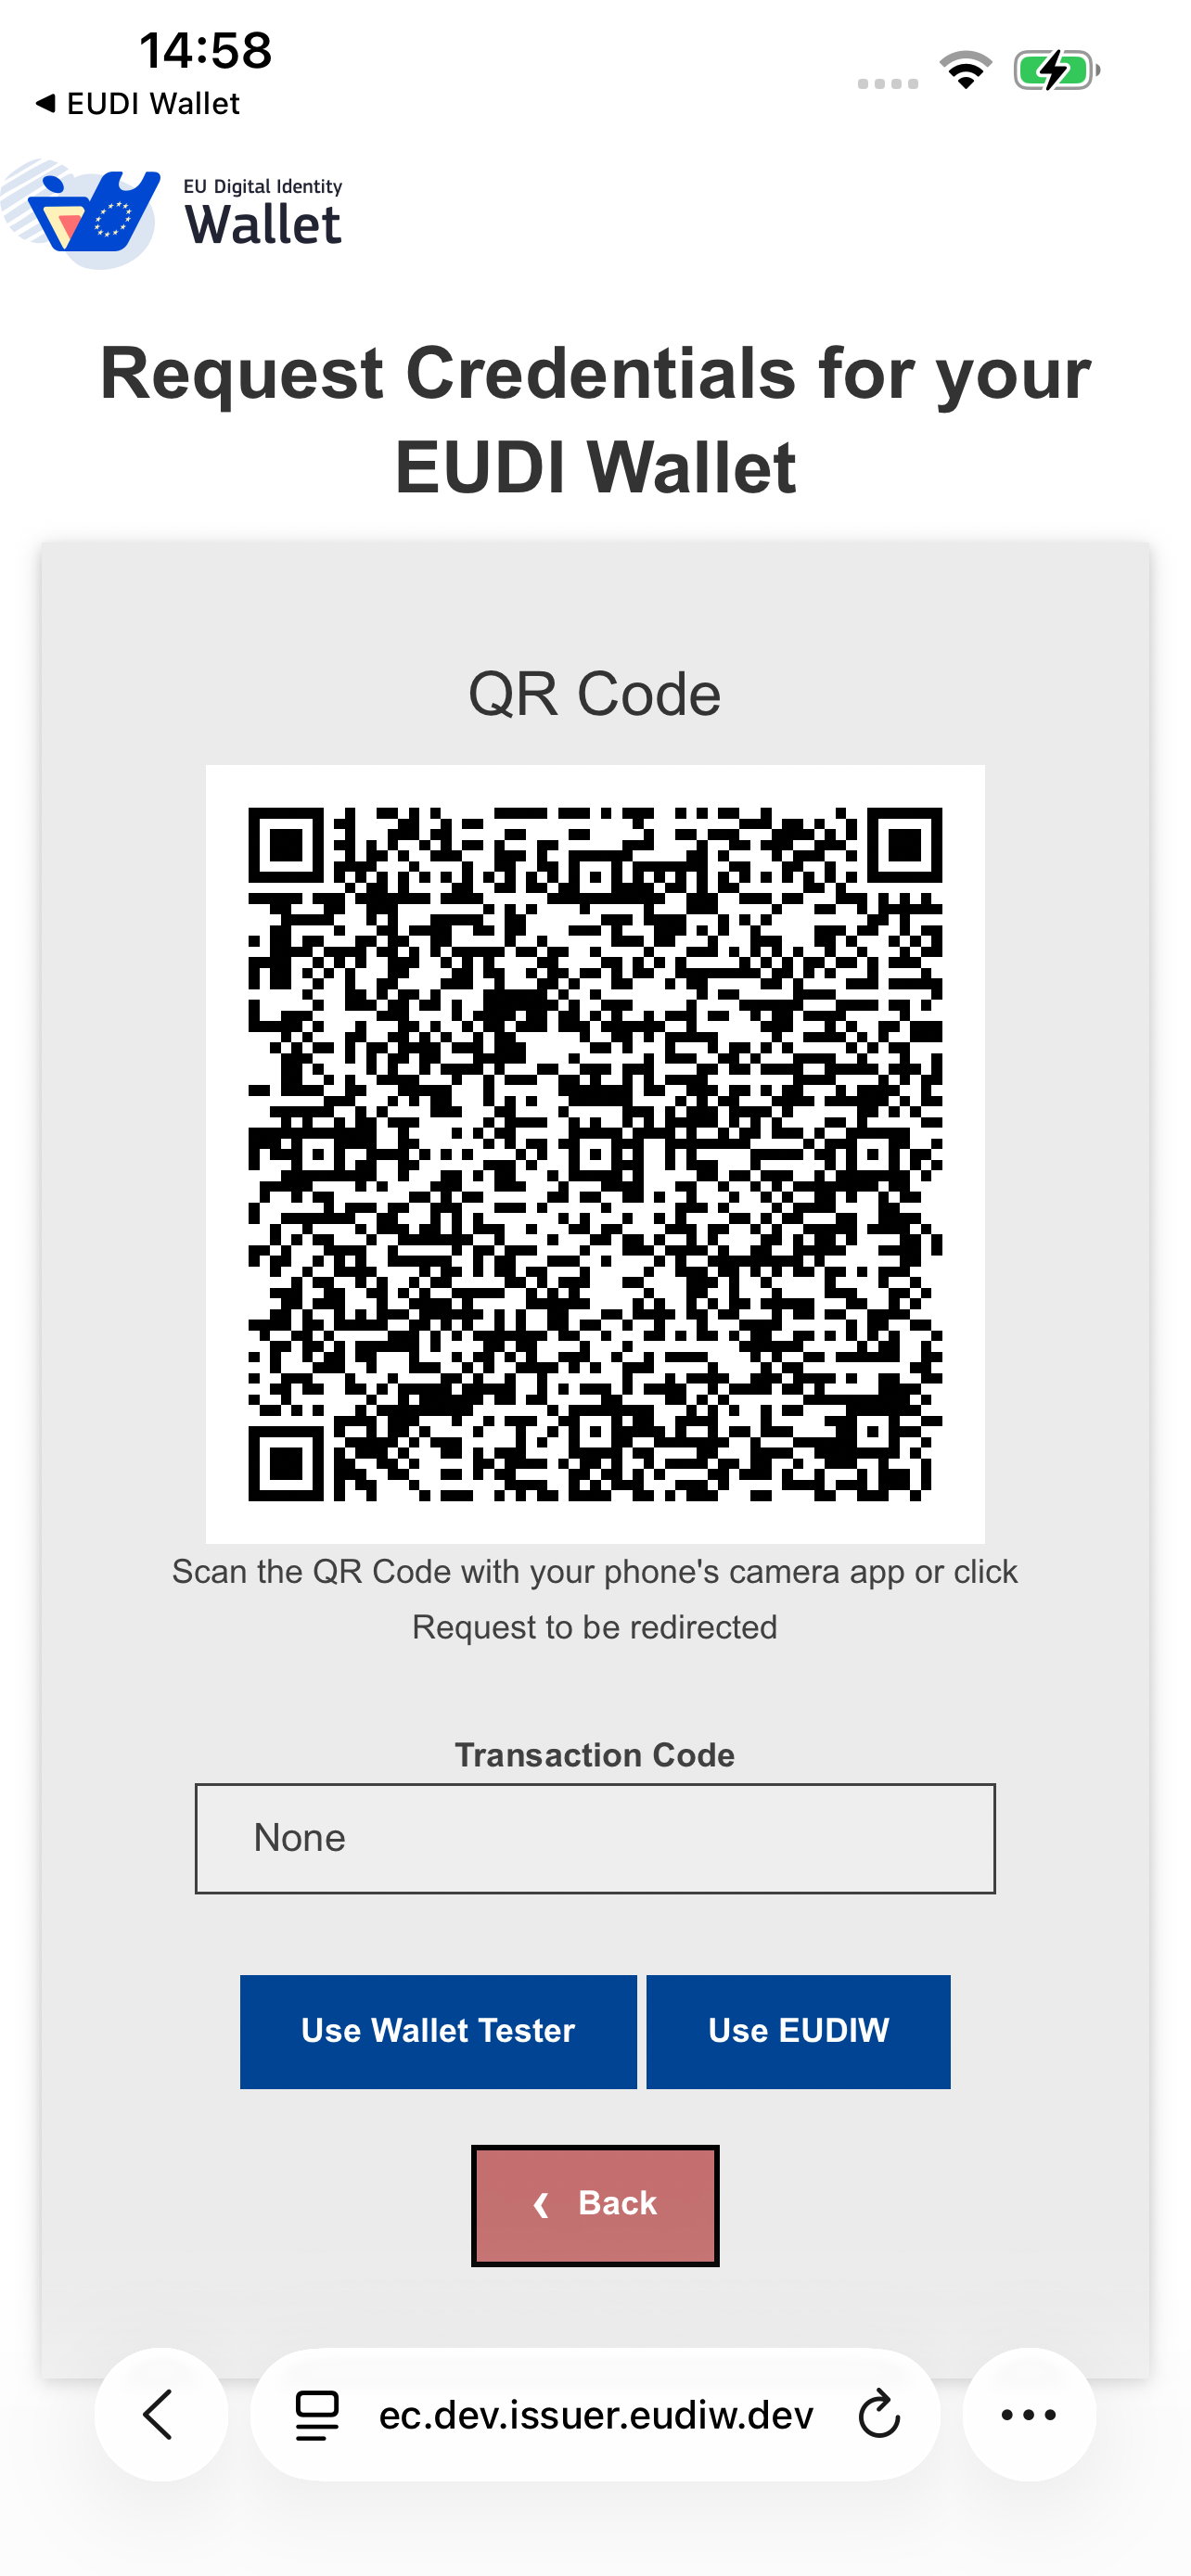 14:58
◀ EUDI Wallet
EU Digital Identity
Wallet
Request Credentials for your
EUDI Wallet
QR Code
Scan the QR Code with your phone's camera app or click
Request to be redirected
Transaction Code
None
Use Wallet Tester
Use EUDIW
‹ Back
ec.dev.issuer.eudiw.dev